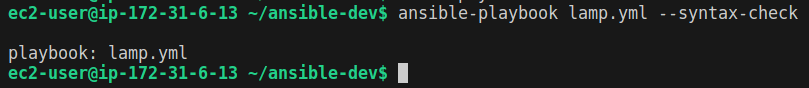 ec2-user@ip-172-31-6-13 ~/ansible-dev$ ansible-playbook lamp.yml --syntax-check
playbook: lamp.yml
ec2-user@ip-172-31-6-13 ~/ansible-dev$